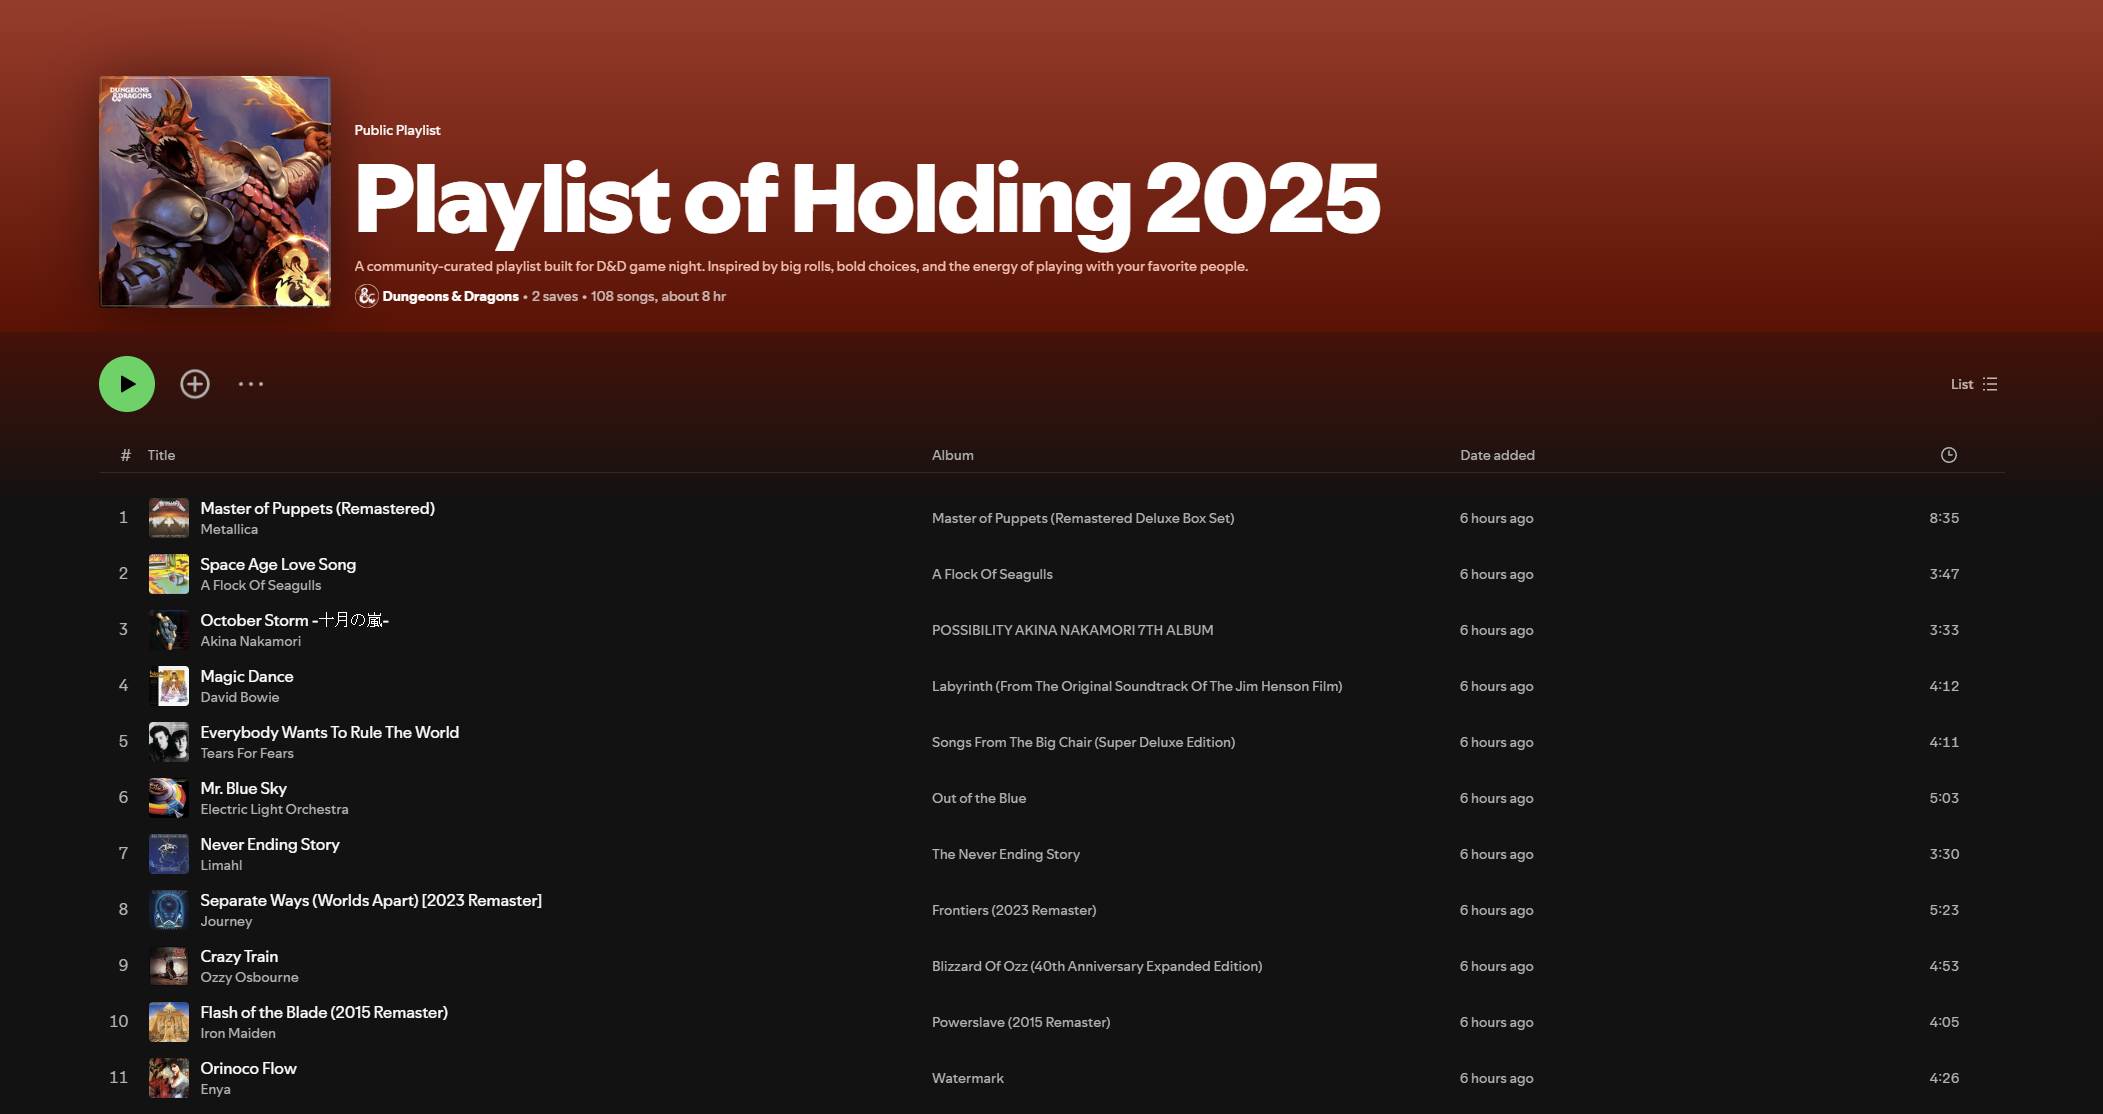 DUNGEONS
& DRAGONS
Public Playlist
Playlist of Holding 2025
A community-curated playlist built for D&D game night. Inspired by big rolls, bold choices, and the energy of playing with your favorite people.
Dungeons & Dragons • 2 saves • 108 songs, about 8 hr
List
# Title Album Date added
1 Master of Puppets (Remastered) Master of Puppets (Remastered Deluxe Box Set) 6 hours ago 8:35
Metallica
2 Space Age Love Song A Flock Of Seagulls 6 hours ago 3:47
A Flock Of Seagulls
3 October Storm -十月の嵐- POSSIBILITY AKINA NAKAMORI 7TH ALBUM 6 hours ago 3:33
Akina Nakamori
4 Magic Dance Labyrinth (From The Original Soundtrack Of The Jim Henson Film) 6 hours ago 4:12
David Bowie
5 Everybody Wants To Rule The World Songs From The Big Chair (Super Deluxe Edition) 6 hours ago 4:11
Tears For Fears
6 Mr. Blue Sky Out of the Blue 6 hours ago 5:03
Electric Light Orchestra
7 Never Ending Story The Never Ending Story 6 hours ago 3:30
Limahl
8 Separate Ways (Worlds Apart) [2023 Remaster] Frontiers (2023 Remaster) 6 hours ago 5:23
Journey
9 Crazy Train Blizzard Of Ozz (40th Anniversary Expanded Edition) 6 hours ago 4:53
Ozzy Osbourne
10 Flash of the Blade (2015 Remaster) Powerslave (2015 Remaster) 6 hours ago 4:05
Iron Maiden
11 Orinoco Flow Watermark 6 hours ago 4:26
Enya